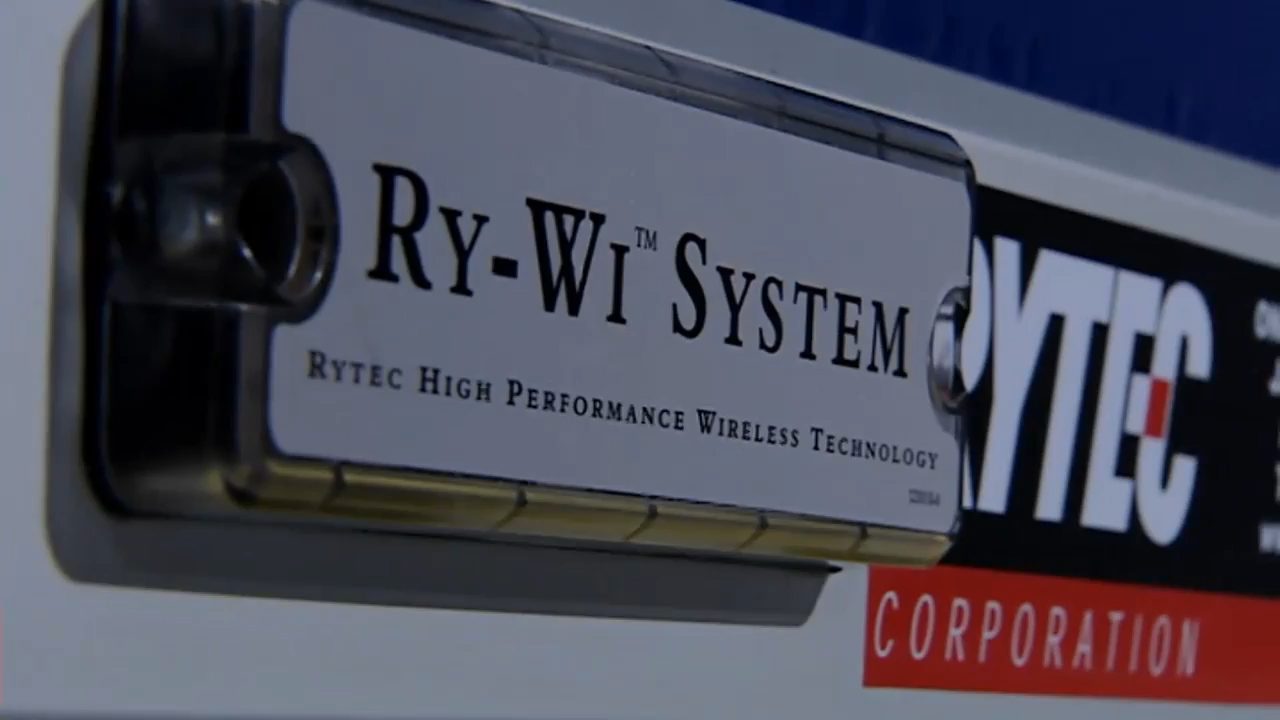 RY-WI™ SYSTEM
RYTEC HIGH PERFORMANCE WIRELESS TECHNOLOGY
RYTEC
CORPORATION